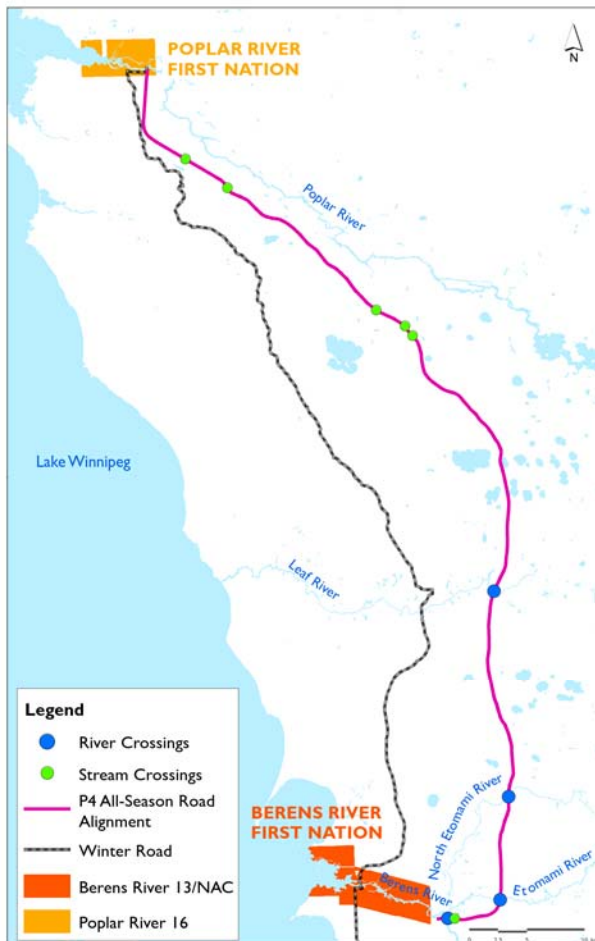 POPLAR RIVER
FIRST NATION
N
Poplar River
Lake Winnipeg
Leaf River
Legend
River Crossings
Stream Crossings
P4 All-Season Road
Alignment
Winter Road
Berens River 13/NAC
Poplar River 16
BERENS RIVER
FIRST NATION
North Etomami River
Berens River
Etomami River
0